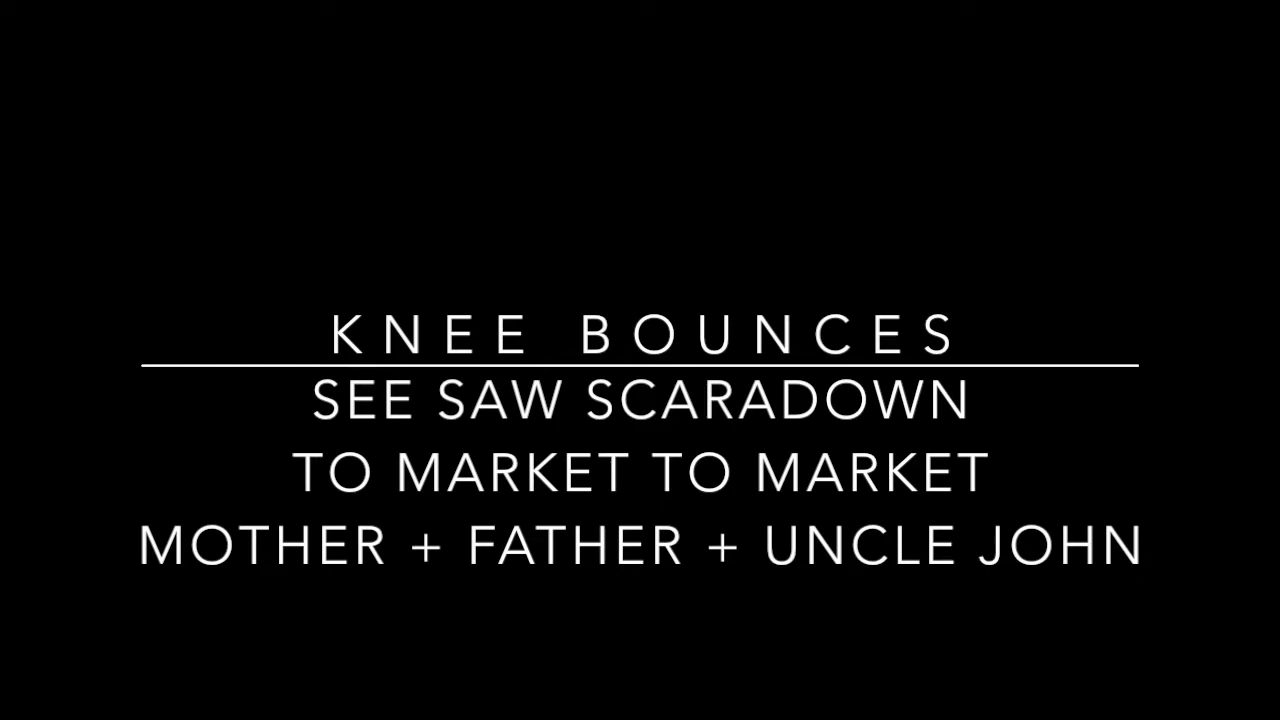 KNEE BOUNCES
SEE SAW SCARADOWN
TO MARKET TO MARKET
MOTHER + FATHER + UNCLE JOHN